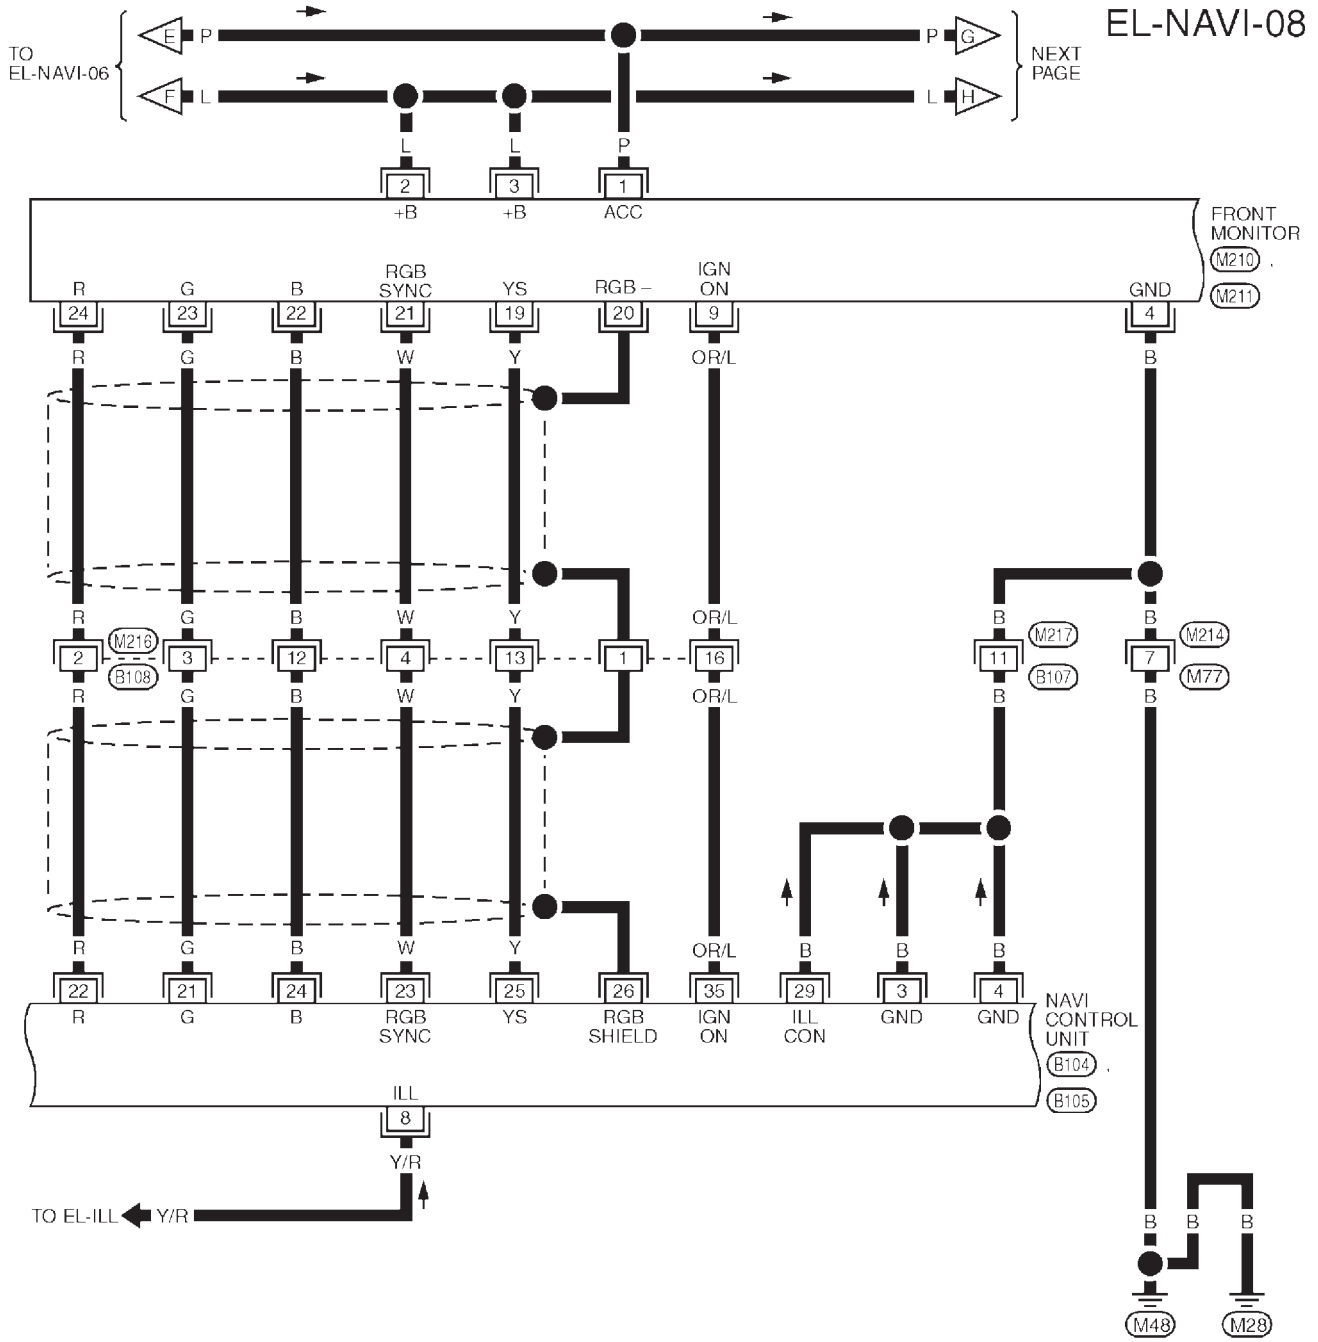 EL-NAVI-08
E P P G
TO
EL-NAVI-06
NEXT
PAGE
F L L H
L L P
2 3 1
+B +B ACC
FRONT
MONITOR
M210 ,
M211
R G B RGB
SYNC YS RGB – IGN
ON GND
24 23 22 21 19 20 9 4
R G B W Y OR/L B
R G B W Y OR/L B B
M216 M217 M214
2 3 12 4 13 1 16 11 7
B108 B107 M77
R G B W Y OR/L B B
R G B W Y OR/L B B B
22 21 24 23 25 26 35 29 3 4
R G B RGB
SYNC YS RGB
SHIELD IGN
ON ILL
CON GND GND
NAVI
CONTROL
UNIT
B104 ,
B105
ILL
8
Y/R
TO EL-ILL Y/R
B B B
M48 M28